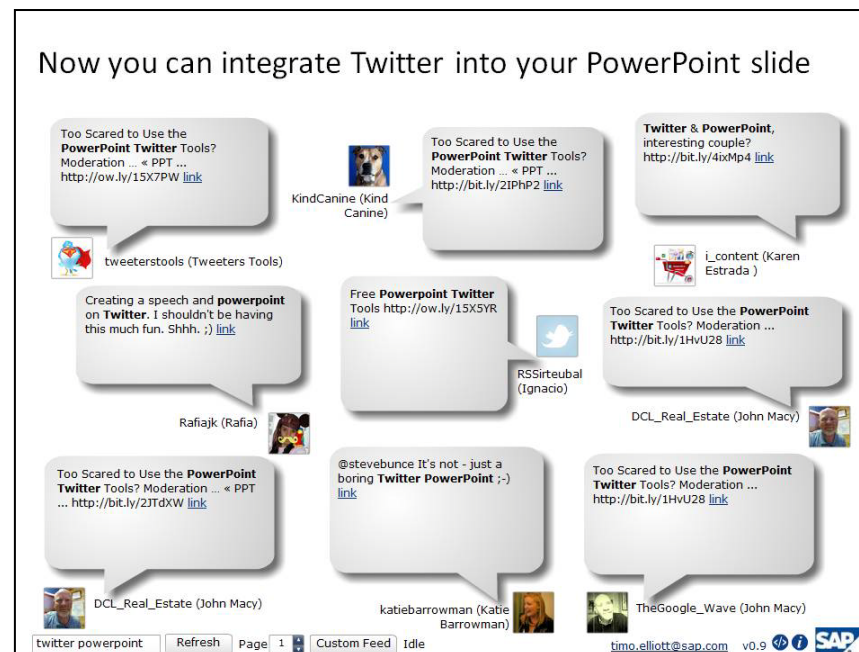 Now you can integrate Twitter into your PowerPoint slide
Too Scared to Use the
PowerPoint Twitter Tools?
Moderation ... « PPT ...
http://ow.ly/15X7PW link
tweeterstools (Tweeters Tools)
KindCanine (Kind
Canine)
Too Scared to Use the
PowerPoint Twitter Tools?
Moderation ... « PPT ...
http://bit.ly/2IPhP2 link
Twitter & PowerPoint,
interesting couple?
http://bit.ly/4ixMp4 link
i_content (Karen
Estrada )
Creating a speech and powerpoint
on Twitter. I shouldn't be having
this much fun. Shhh. ;) link
Rafiajk (Rafia)
Free Powerpoint Twitter
Tools http://ow.ly/15X5YR
link
RSSirteubal
(Ignacio)
Too Scared to Use the PowerPoint
Twitter Tools? Moderation ...
http://bit.ly/1HvU28 link
DCL_Real_Estate (John Macy)
Too Scared to Use the PowerPoint
Twitter Tools? Moderation ... « PPT
... http://bit.ly/2JTdXW link
DCL_Real_Estate (John Macy)
@stevebunce It's not - just a
boring Twitter PowerPoint ;-)
link
katiebarrowman (Katie
Barrowman)
Too Scared to Use the PowerPoint
Twitter Tools? Moderation ...
http://bit.ly/1HvU28 link
TheGoogle_Wave (John Macy)
twitter powerpoint Refresh Page 1 Custom Feed Idle timo.elliott@sap.com v0.9 SAP